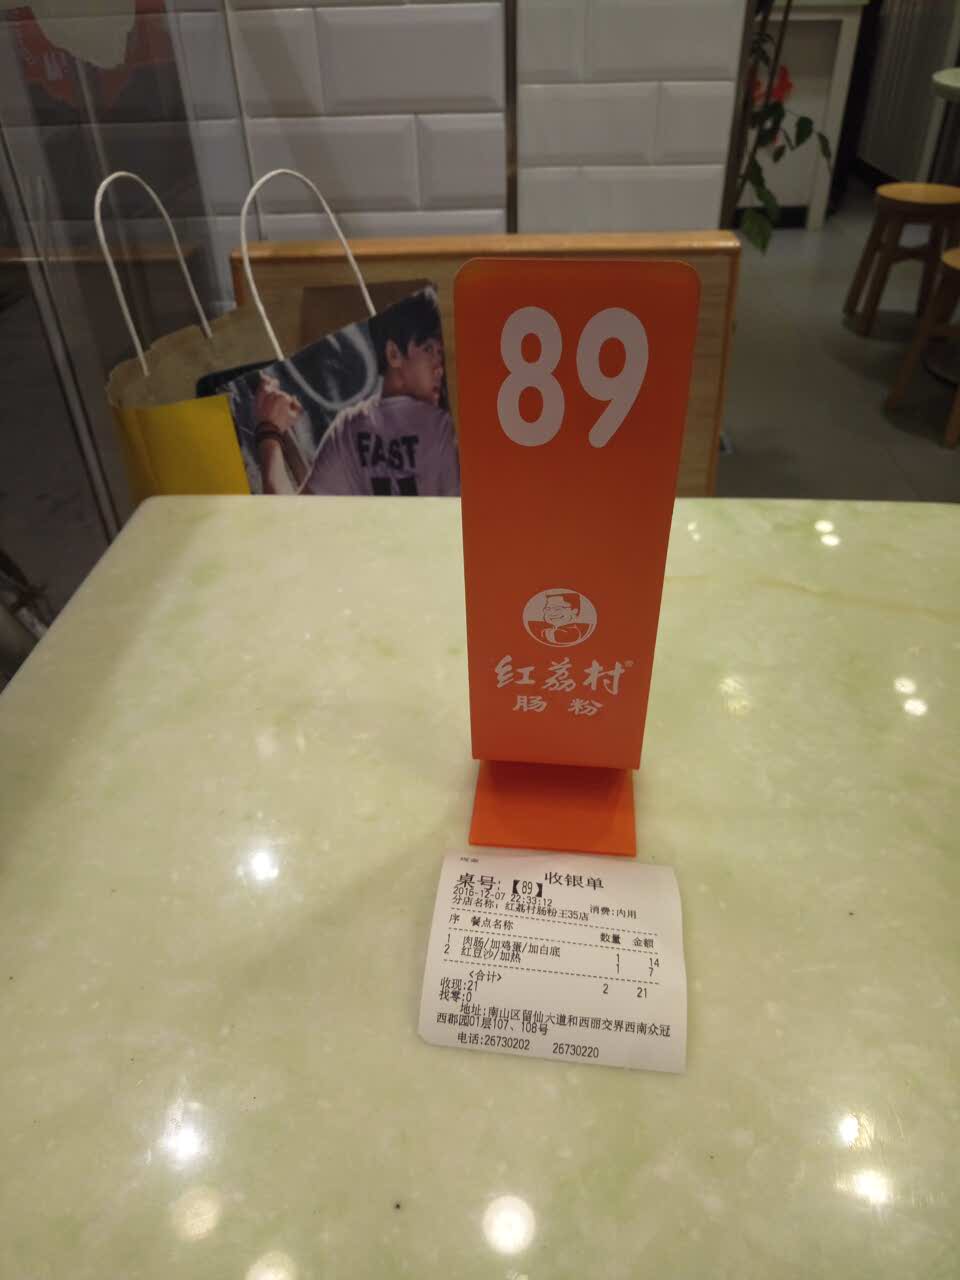 FAST
89
红荔村®
肠粉
收银单
桌号:【89】
2016-12-07 22:33:12
消费:内用
分店名称: 红荔村肠粉王35店
序 餐点名称 数量 金额
1 肉肠/加鸡蛋/加白底 1 14
2 红豆沙/加热 1 7
<合计> 2 21
收现:21
找零:0
地址:南山区留仙大道和西丽交界西南众冠
西郡园01层107、108号
电话:26730202 26730220